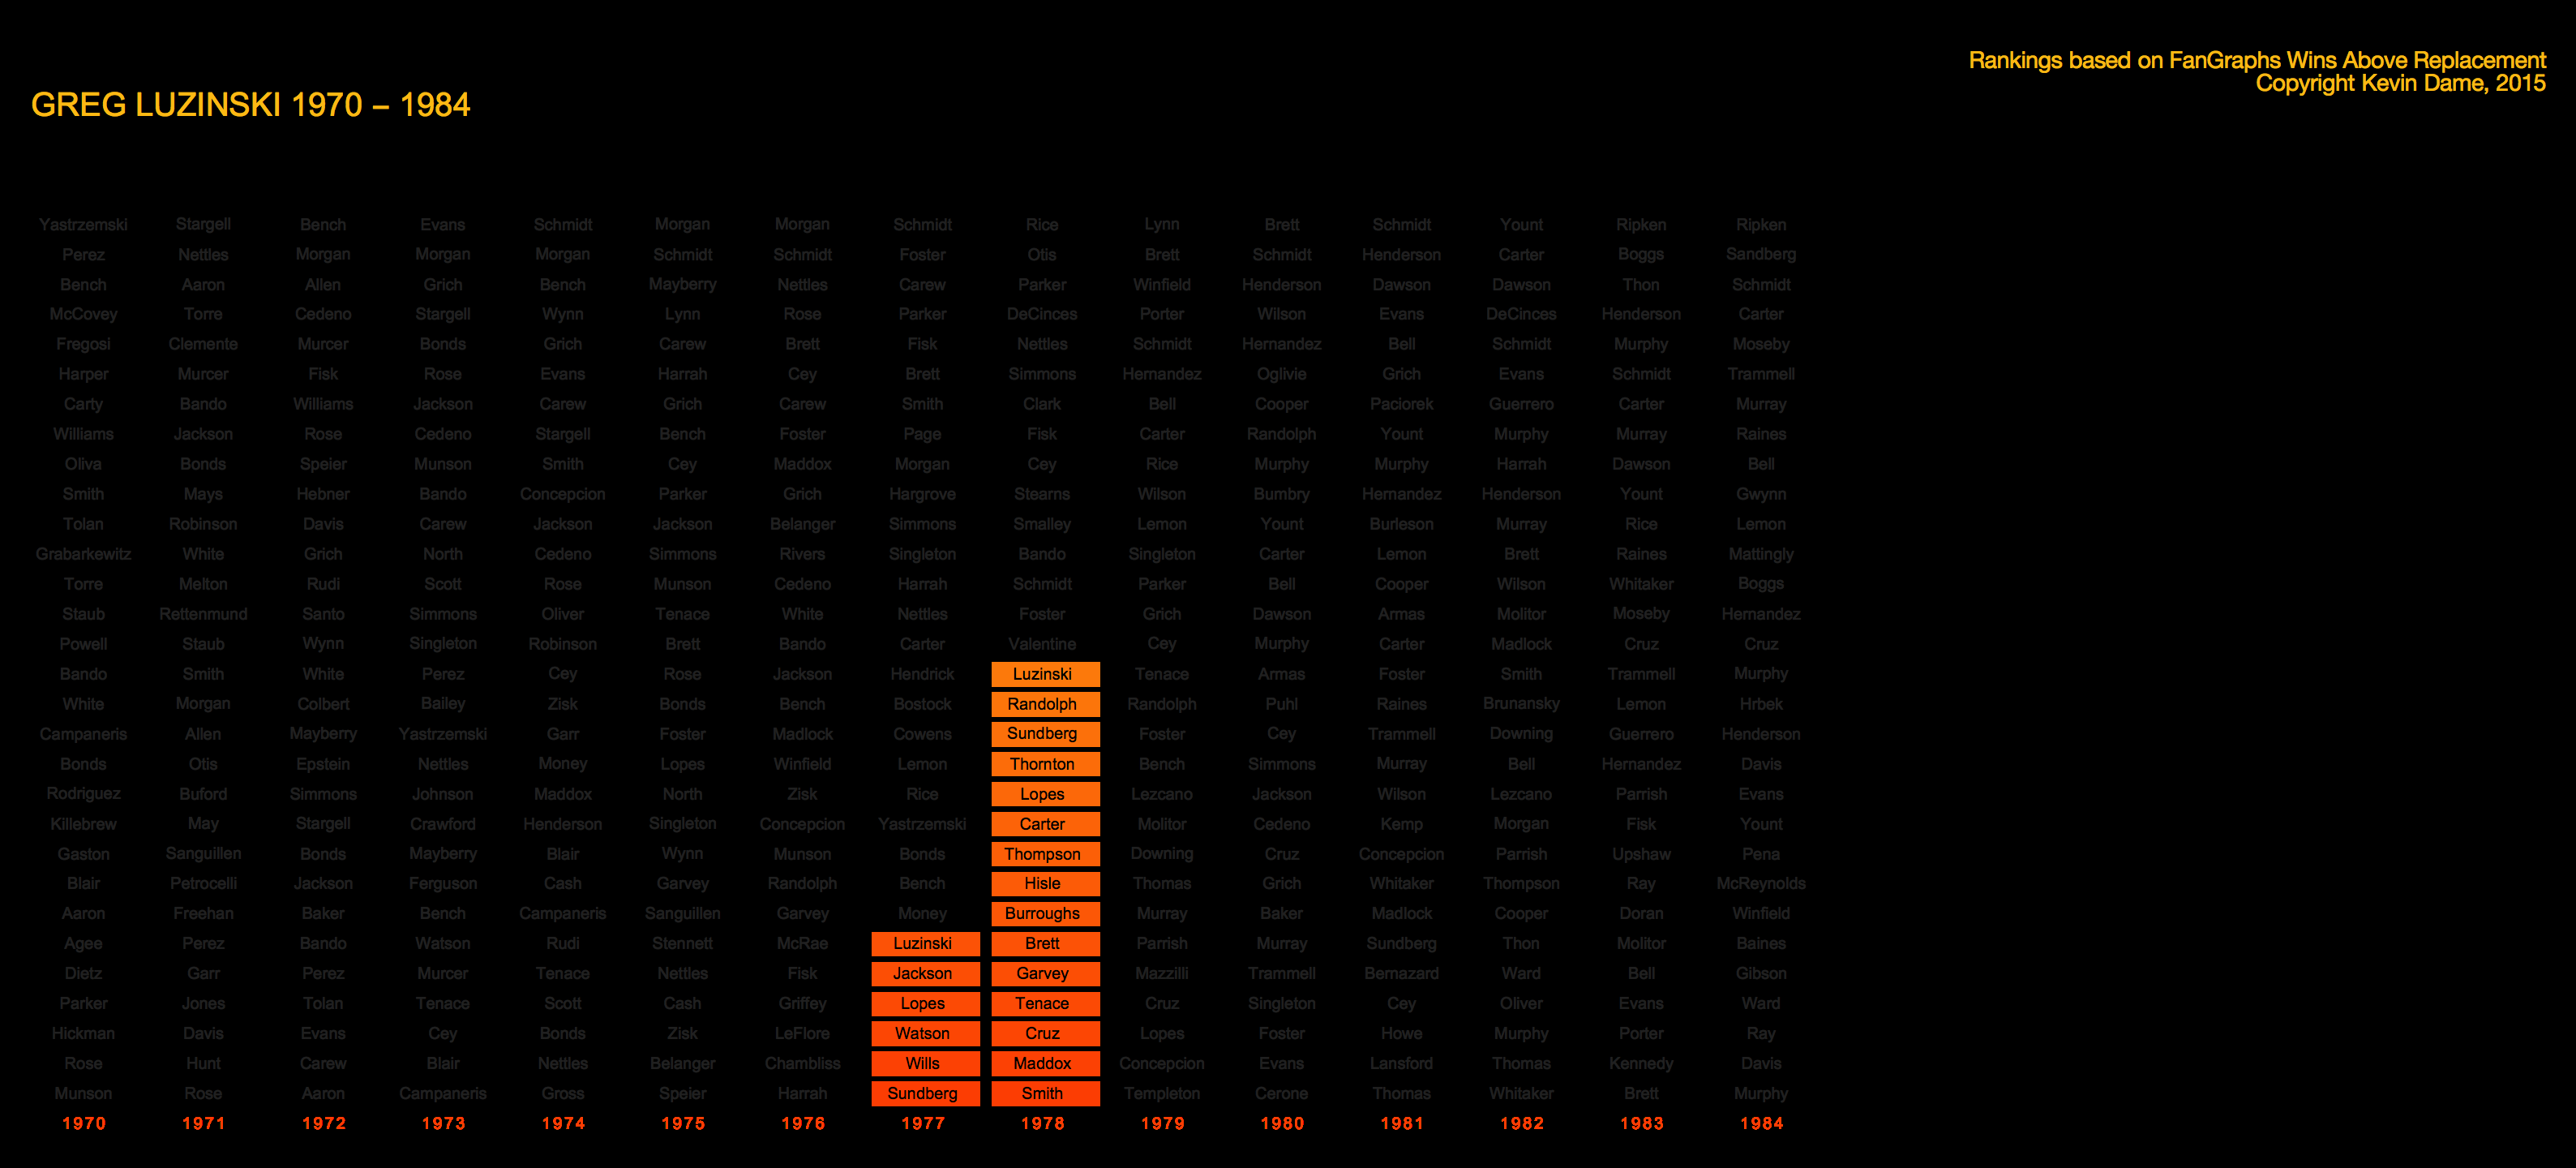 Rankings based on FanGraphs Wins Above Replacement
Copyright Kevin Dame, 2015
GREG LUZINSKI 1970 – 1984
Yastrzemski Stargell Bench Evans Schmidt Morgan Morgan Schmidt Rice Lynn Brett Schmidt Yount Ripken Ripken
Perez Nettles Morgan Morgan Morgan Schmidt Schmidt Foster Otis Brett Schmidt Henderson Carter Boggs Sandberg
Bench Aaron Allen Grich Bench Mayberry Nettles Carew Parker Winfield Henderson Dawson Dawson Thon Schmidt
McCovey Torre Cedeno Stargell Wynn Lynn Rose Parker DeCinces Porter Wilson Evans DeCinces Henderson Carter
Fregosi Clemente Murcer Bonds Grich Carew Brett Fisk Nettles Schmidt Hernandez Bell Schmidt Murphy Moseby
Harper Murcer Fisk Rose Evans Harrah Cey Brett Simmons Hernandez Oglivie Grich Evans Schmidt Trammell
Carty Bando Williams Jackson Carew Grich Carew Smith Clark Bell Cooper Paciorek Guerrero Carter Murray
Williams Jackson Rose Cedeno Stargell Bench Foster Page Fisk Carter Randolph Yount Murphy Murray Raines
Oliva Bonds Speier Munson Smith Cey Maddox Morgan Cey Rice Murphy Murphy Harrah Dawson Bell
Smith Mays Hebner Bando Concepcion Parker Grich Hargrove Stearns Wilson Bumbry Hernandez Henderson Yount Gwynn
Tolan Robinson Davis Carew Jackson Jackson Belanger Simmons Smalley Lemon Yount Burleson Murray Rice Lemon
Grabarkewitz White Grich North Cedeno Simmons Rivers Singleton Bando Singleton Carter Lemon Brett Raines Mattingly
Torre Melton Rudi Scott Rose Munson Cedeno Harrah Schmidt Parker Bell Cooper Wilson Whitaker Boggs
Staub Rettenmund Santo Simmons Oliver Tenace White Nettles Foster Grich Dawson Armas Molitor Moseby Hernandez
Powell Staub Wynn Singleton Robinson Brett Bando Carter Valentine Cey Murphy Carter Madlock Cruz Cruz
Bando Smith White Perez Cey Rose Jackson Hendrick Luzinski Tenace Armas Foster Smith Trammell Murphy
White Morgan Colbert Bailey Zisk Bonds Bench Bostock Randolph Randolph Puhl Raines Brunansky Lemon Hrbek
Campaneris Allen Mayberry Yastrzemski Garr Foster Madlock Cowens Sundberg Foster Cey Trammell Downing Guerrero Henderson
Bonds Otis Epstein Nettles Money Lopes Winfield Lemon Thornton Bench Simmons Murray Bell Hernandez Davis
Rodriguez Buford Simmons Johnson Maddox North Zisk Rice Lopes Lezcano Jackson Wilson Lezcano Parrish Evans
Killebrew May Stargell Crawford Henderson Singleton Concepcion Yastrzemski Carter Molitor Cedeno Kemp Morgan Fisk Yount
Gaston Sanguillen Bonds Mayberry Blair Wynn Munson Bonds Thompson Downing Cruz Concepcion Parrish Upshaw Pena
Blair Petrocelli Jackson Ferguson Cash Garvey Randolph Bench Hisle Thomas Grich Whitaker Thompson Ray McReynolds
Aaron Freehan Baker Bench Campaneris Sanguillen Garvey Money Burroughs Murray Baker Madlock Cooper Doran Winfield
Agee Perez Bando Watson Rudi Stennett McRae Luzinski Brett Parrish Murray Sundberg Thon Molitor Baines
Dietz Garr Perez Murcer Tenace Nettles Fisk Jackson Garvey Mazzilli Trammell Bernazard Ward Bell Gibson
Parker Jones Tolan Tenace Scott Cash Griffey Lopes Tenace Cruz Singleton Cey Oliver Evans Ward
Hickman Davis Evans Cey Bonds Zisk LeFlore Watson Cruz Lopes Foster Howe Murphy Porter Ray
Rose Hunt Carew Blair Nettles Belanger Chambliss Wills Maddox Concepcion Evans Lansford Thomas Kennedy Davis
Munson Rose Aaron Campaneris Gross Speier Harrah Sundberg Smith Templeton Cerone Thomas Whitaker Brett Murphy
1970 1971 1972 1973 1974 1975 1976 1977 1978 1979 1980 1981 1982 1983 1984